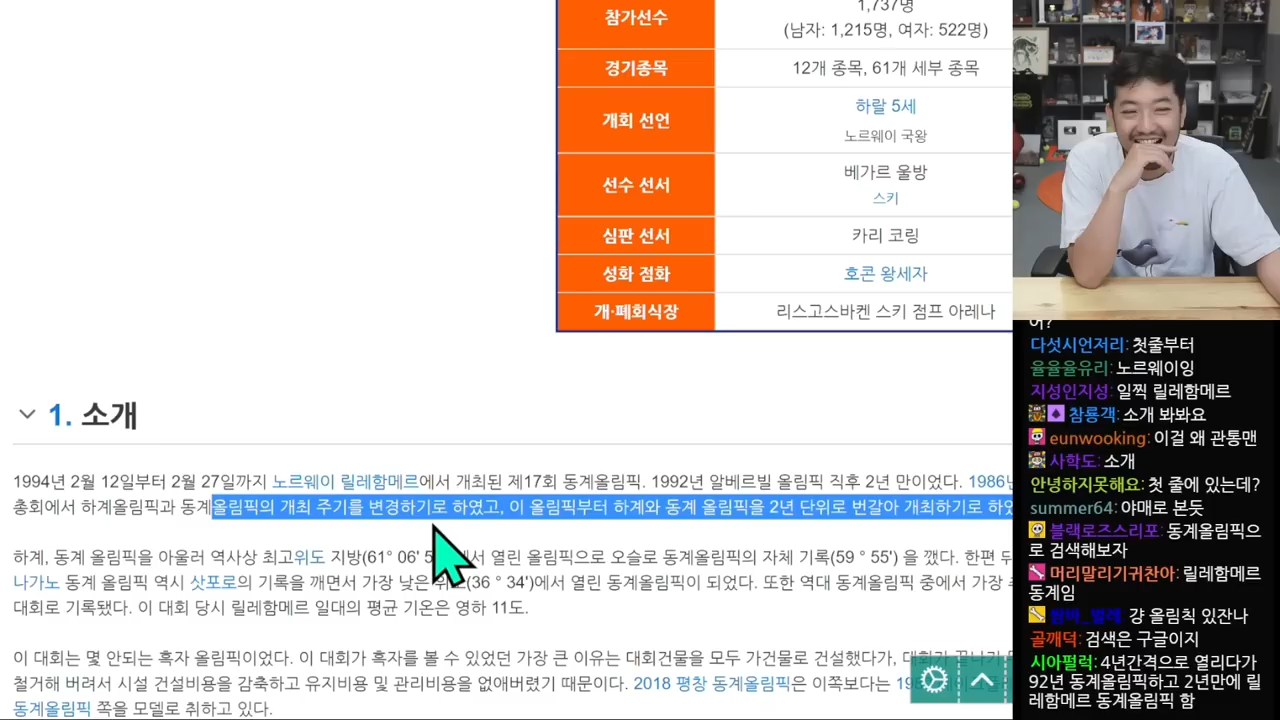 참가선수
1,737명
(남자: 1,215명, 여자: 522명)
경기종목
12개 종목, 61개 세부 종목
개회 선언
하랄 5세
노르웨이 국왕
선수 선서
베가르 울방
스키
심판 선서
카리 코링
성화 점화
호콘 왕세자
개·폐회식장
리스고스바켄 스키 점프 아레나
1. 소개
1994년 2월 12일부터 2월 27일까지 노르웨이 릴레함메르에서 개최된 제17회 동계올림픽. 1992년 알베르빌 올림픽 직후 2년 만이었다. 1986년
총회에서 하계올림픽과 동계올림픽의 개최 주기를 변경하기로 하였고, 이 올림픽부터 하계와 동계 올림픽을 2년 단위로 번갈아 개최하기로 하였
하계, 동계 올림픽을 아울러 역사상 최고위도 지방(61° 06' 5 에서 열린 올림픽으로 오슬로 동계올림픽의 자체 기록(59 ° 55') 을 깼다. 한편
나가노 동계 올림픽 역시 삿포로의 기록을 깨면서 가장 낮은 위도(36 ° 34')에서 열린 동계올림픽이 되었다. 또한 역대 동계올림픽 중에서 가장
대회로 기록됐다. 이 대회 당시 릴레함메르 일대의 평균 기온은 영하 11도.
이 대회는 몇 안되는 흑자 올림픽이었다. 이 대회가 흑자를 볼 수 있었던 가장 큰 이유는 대회건물을 모두 가건물로 건설했다가, 대회가 끝나기
철거해 버려서 시설 건설비용을 감축하고 유지비용 및 관리비용을 없애버렸기 때문이다. 2018 평창 동계올림픽은 이쪽보다는
동계올림픽 쪽을 모델로 취하고 있다.
어?
다섯시언저리: 첫줄부터
율율율유리: 노르웨이잉
지성인지성: 일찍 릴레함메르
참룡객: 소개 봐봐요
eunwooking: 이걸 왜 관통맨
사학도: 소개
안녕하지못해요: 첫 줄에 있는데?
summer64: 야매로 본듯
블랙로즈스리포: 동계올림픽으
로 검색해보자
머리말리기귀찮아: 릴레함메르
동계임
걍 올림칙 있잖나
골깨덕: 검색은 구글이지
시아펄럭: 4년간격으로 열리다가
92년 동계올림픽하고 2년만에 릴
레함메르 동계올림픽 함